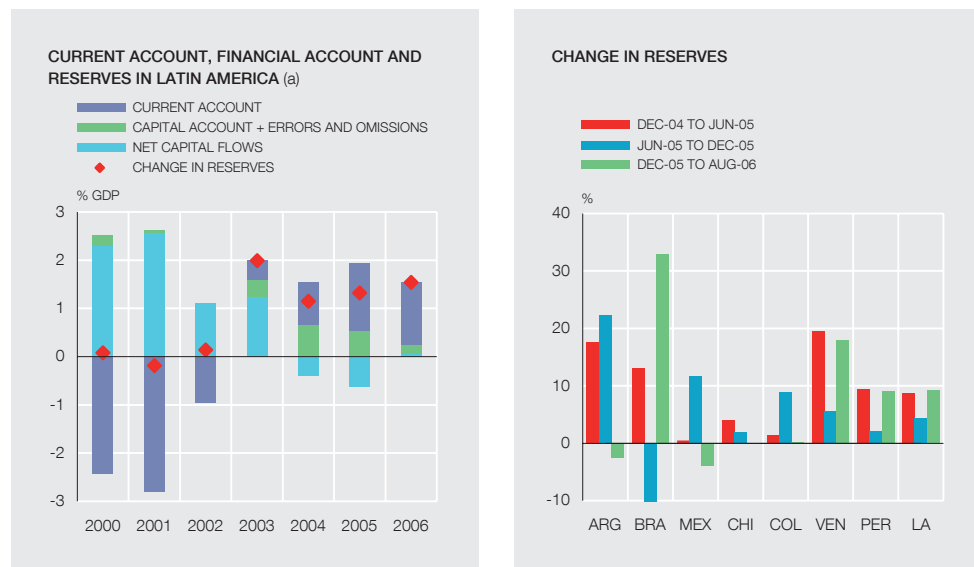 CURRENT ACCOUNT, FINANCIAL ACCOUNT AND
RESERVES IN LATIN AMERICA (a)
CURRENT ACCOUNT
CAPITAL ACCOUNT + ERRORS AND OMISSIONS
NET CAPITAL FLOWS
CHANGE IN RESERVES
% GDP
3
2
1
0
-1
-2
-3
2000 2001 2002 2003 2004 2005 2006
CHANGE IN RESERVES
DEC-04 TO JUN-05
JUN-05 TO DEC-05
DEC-05 TO AUG-06
%
40
30
20
10
0
-10
ARG BRA MEX CHI COL VEN PER LA